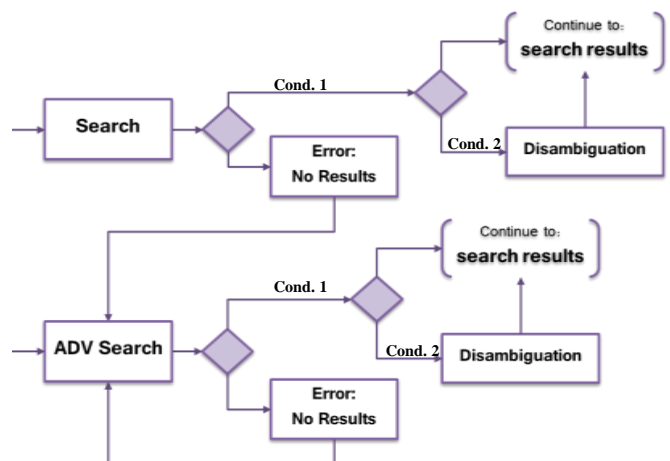 Continue to:
search results
Cond. 1
Search
Cond. 2
Disambiguation
Error:
No Results
Continue to:
search results
Cond. 1
ADV Search
Cond. 2
Disambiguation
Error:
No Results